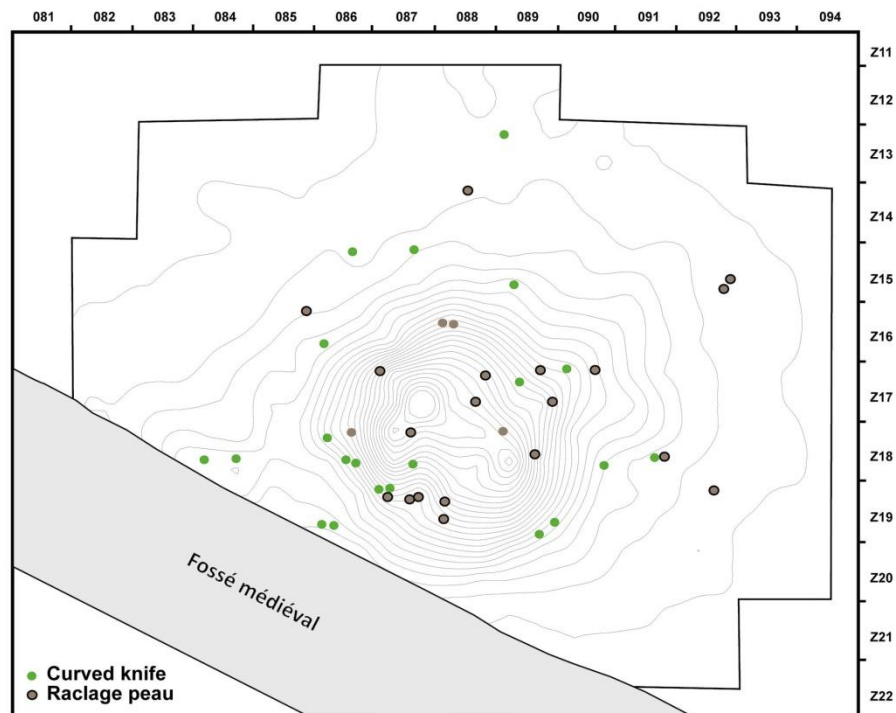 081 082 083 084 085 086 087 088 089 090 091 092 093 094
Z11
Z12
Z13
Z14
Z15
Z16
Z17
Z18
Z19
Z20
Z21
Z22
Fossé médiéval
Curved knife
Raclage peau